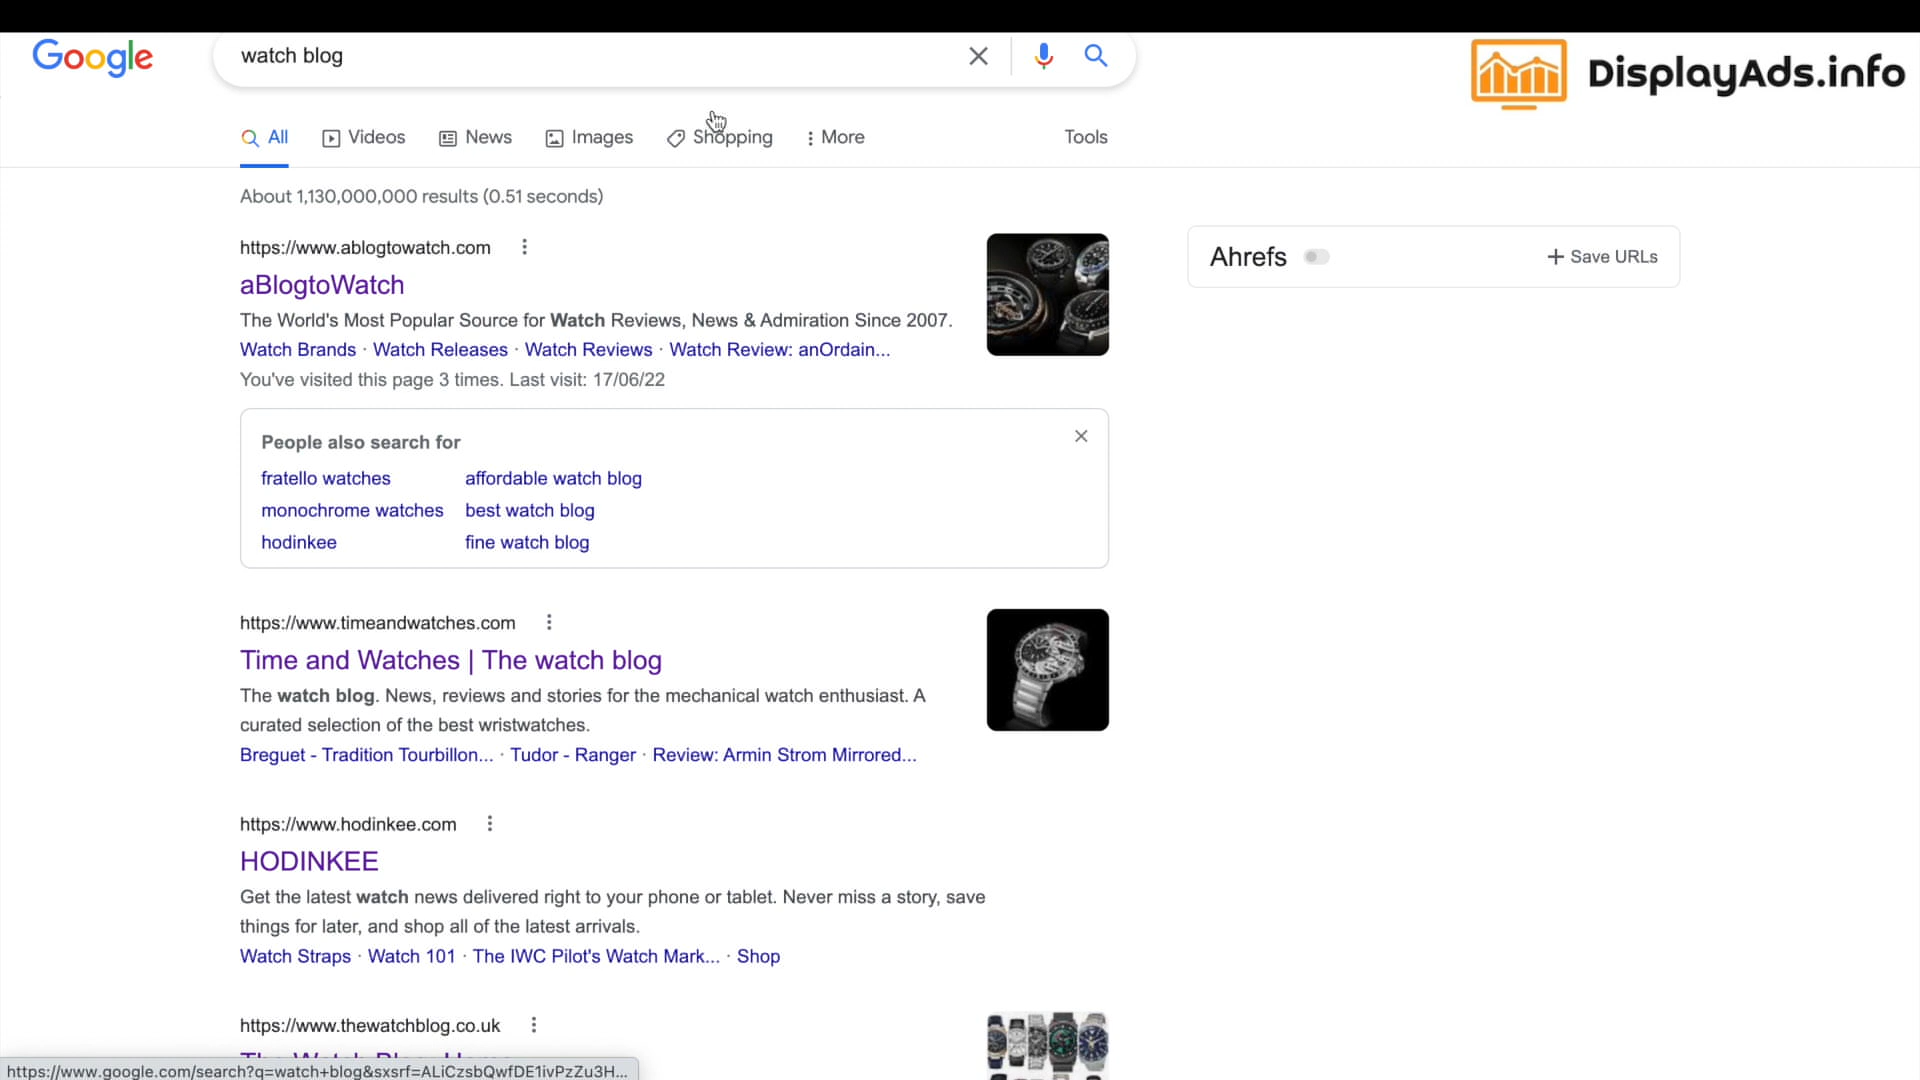 Google
watch blog
DisplayAds.info
All Videos News Images Shopping More Tools
About 1,130,000,000 results (0.51 seconds)
https://www.ablogtowatch.com
aBlogtoWatch
The World's Most Popular Source for Watch Reviews, News & Admiration Since 2007.
Watch Brands · Watch Releases · Watch Reviews · Watch Review: anOrdain...
You've visited this page 3 times. Last visit: 17/06/22
Ahrefs + Save URLs
People also search for
fratello watches affordable watch blog
monochrome watches best watch blog
hodinkee fine watch blog
https://www.timeandwatches.com
Time and Watches | The watch blog
The watch blog. News, reviews and stories for the mechanical watch enthusiast. A
curated selection of the best wristwatches.
Breguet - Tradition Tourbillon... · Tudor - Ranger · Review: Armin Strom Mirrored...
https://www.hodinkee.com
HODINKEE
Get the latest watch news delivered right to your phone or tablet. Never miss a story, save
things for later, and shop all of the latest arrivals.
Watch Straps · Watch 101 · The IWC Pilot's Watch Mark... · Shop
https://www.thewatchblog.co.uk
The Watch Blog: Home
https://www.google.com/search?q=watch+blog&sxsrf=ALiCzsbQwfDE1ivPzZu3H...